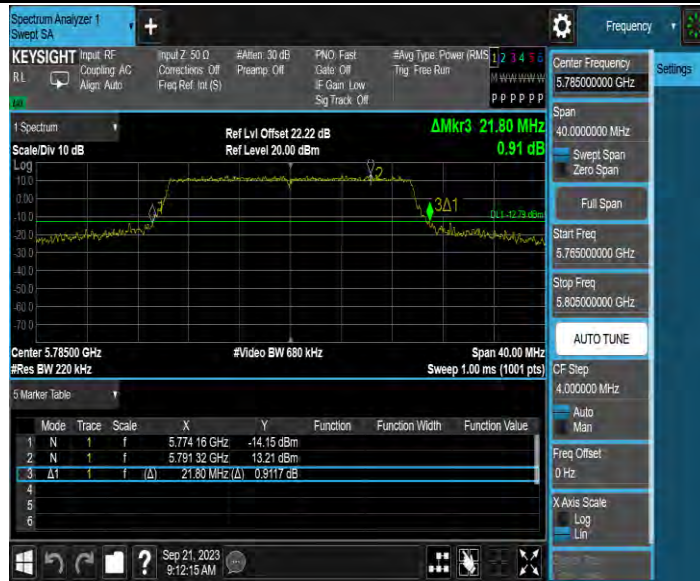 Spectrum Analyzer 1
Swept SA
+
Frequency
KEYSIGHT
Input: RF
Coupling: AC
Align: Auto
Input Z: 50 Ω
Corrections: Off
Freq Ref: Int (S)
#Atten: 30 dB
Preamp: Off
PNO: Fast
Gate: Off
IF Gain: Low
Sig Track: Off
#Avg Type: Power (RMS
Trig: Free Run
1 2 3 4 5 6
M W W W W W
P P P P P P
RL
1 Spectrum
Scale/Div 10 dB
Ref Lvl Offset 22.22 dB
Ref Level 20.00 dBm
ΔMkr3 21.80 MHz
0.91 dB
Log
10.0
0.00
-10.0
-20.0
-30.0
-40.0
-50.0
-60.0
-70.0
2
3Δ1
DL1 -12.79 dBm
Center 5.78500 GHz
#Video BW 680 kHz
Span 40.00 MHz
#Res BW 220 kHz
Sweep 1.00 ms (1001 pts)
5 Marker Table
Mode Trace Scale X Y Function Function Width Function Value
1 N 1 f 5.774 16 GHz -14.15 dBm
2 N 1 f 5.791 32 GHz 13.21 dBm
3 Δ1 1 f (Δ) 21.80 MHz (Δ) 0.9117 dB
4
5
6
Sep 21, 2023
9:12:15 AM
?
Center Frequency
5.785000000 GHz
Settings
Span
40.0000000 MHz
Swept Span
Zero Span
Full Span
Start Freq
5.765000000 GHz
Stop Freq
5.805000000 GHz
AUTO TUNE
CF Step
4.000000 MHz
Auto
Man
Freq Offset
0 Hz
X Axis Scale
Log
Lin